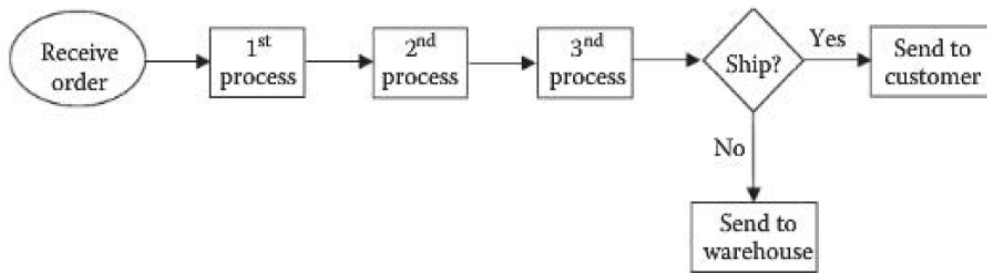 Receive
order
1st
process
2nd
process
3nd
process
Ship?
Yes
Send to
customer
No
Send to
warehouse